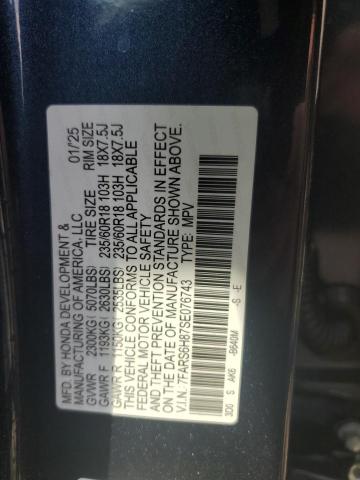 MFD. BY HONDA DEVELOPMENT & 01/'25
MANUFACTURING OF AMERICA, LLC
GVWR 2300KG( 5070LBS) TIRE SIZE RIM SIZE
GAWR F 1193KG( 2630LBS) 235/60R18 103H 18X7.5J
GAWR R 1150KG( 2535LBS) 235/60R18 103H 18X7.5J
THIS VEHICLE CONFORMS TO ALL APPLICABLE
FEDERAL MOTOR VEHICLE SAFETY
AND THEFT PREVENTION STANDARDS IN EFFECT
ON THE DATE OF MANUFACTURE SHOWN ABOVE.
V.I.N. 7FARS6H87SE076743 TYPE: MPV
3D0 S AK6 -B640M -S -E